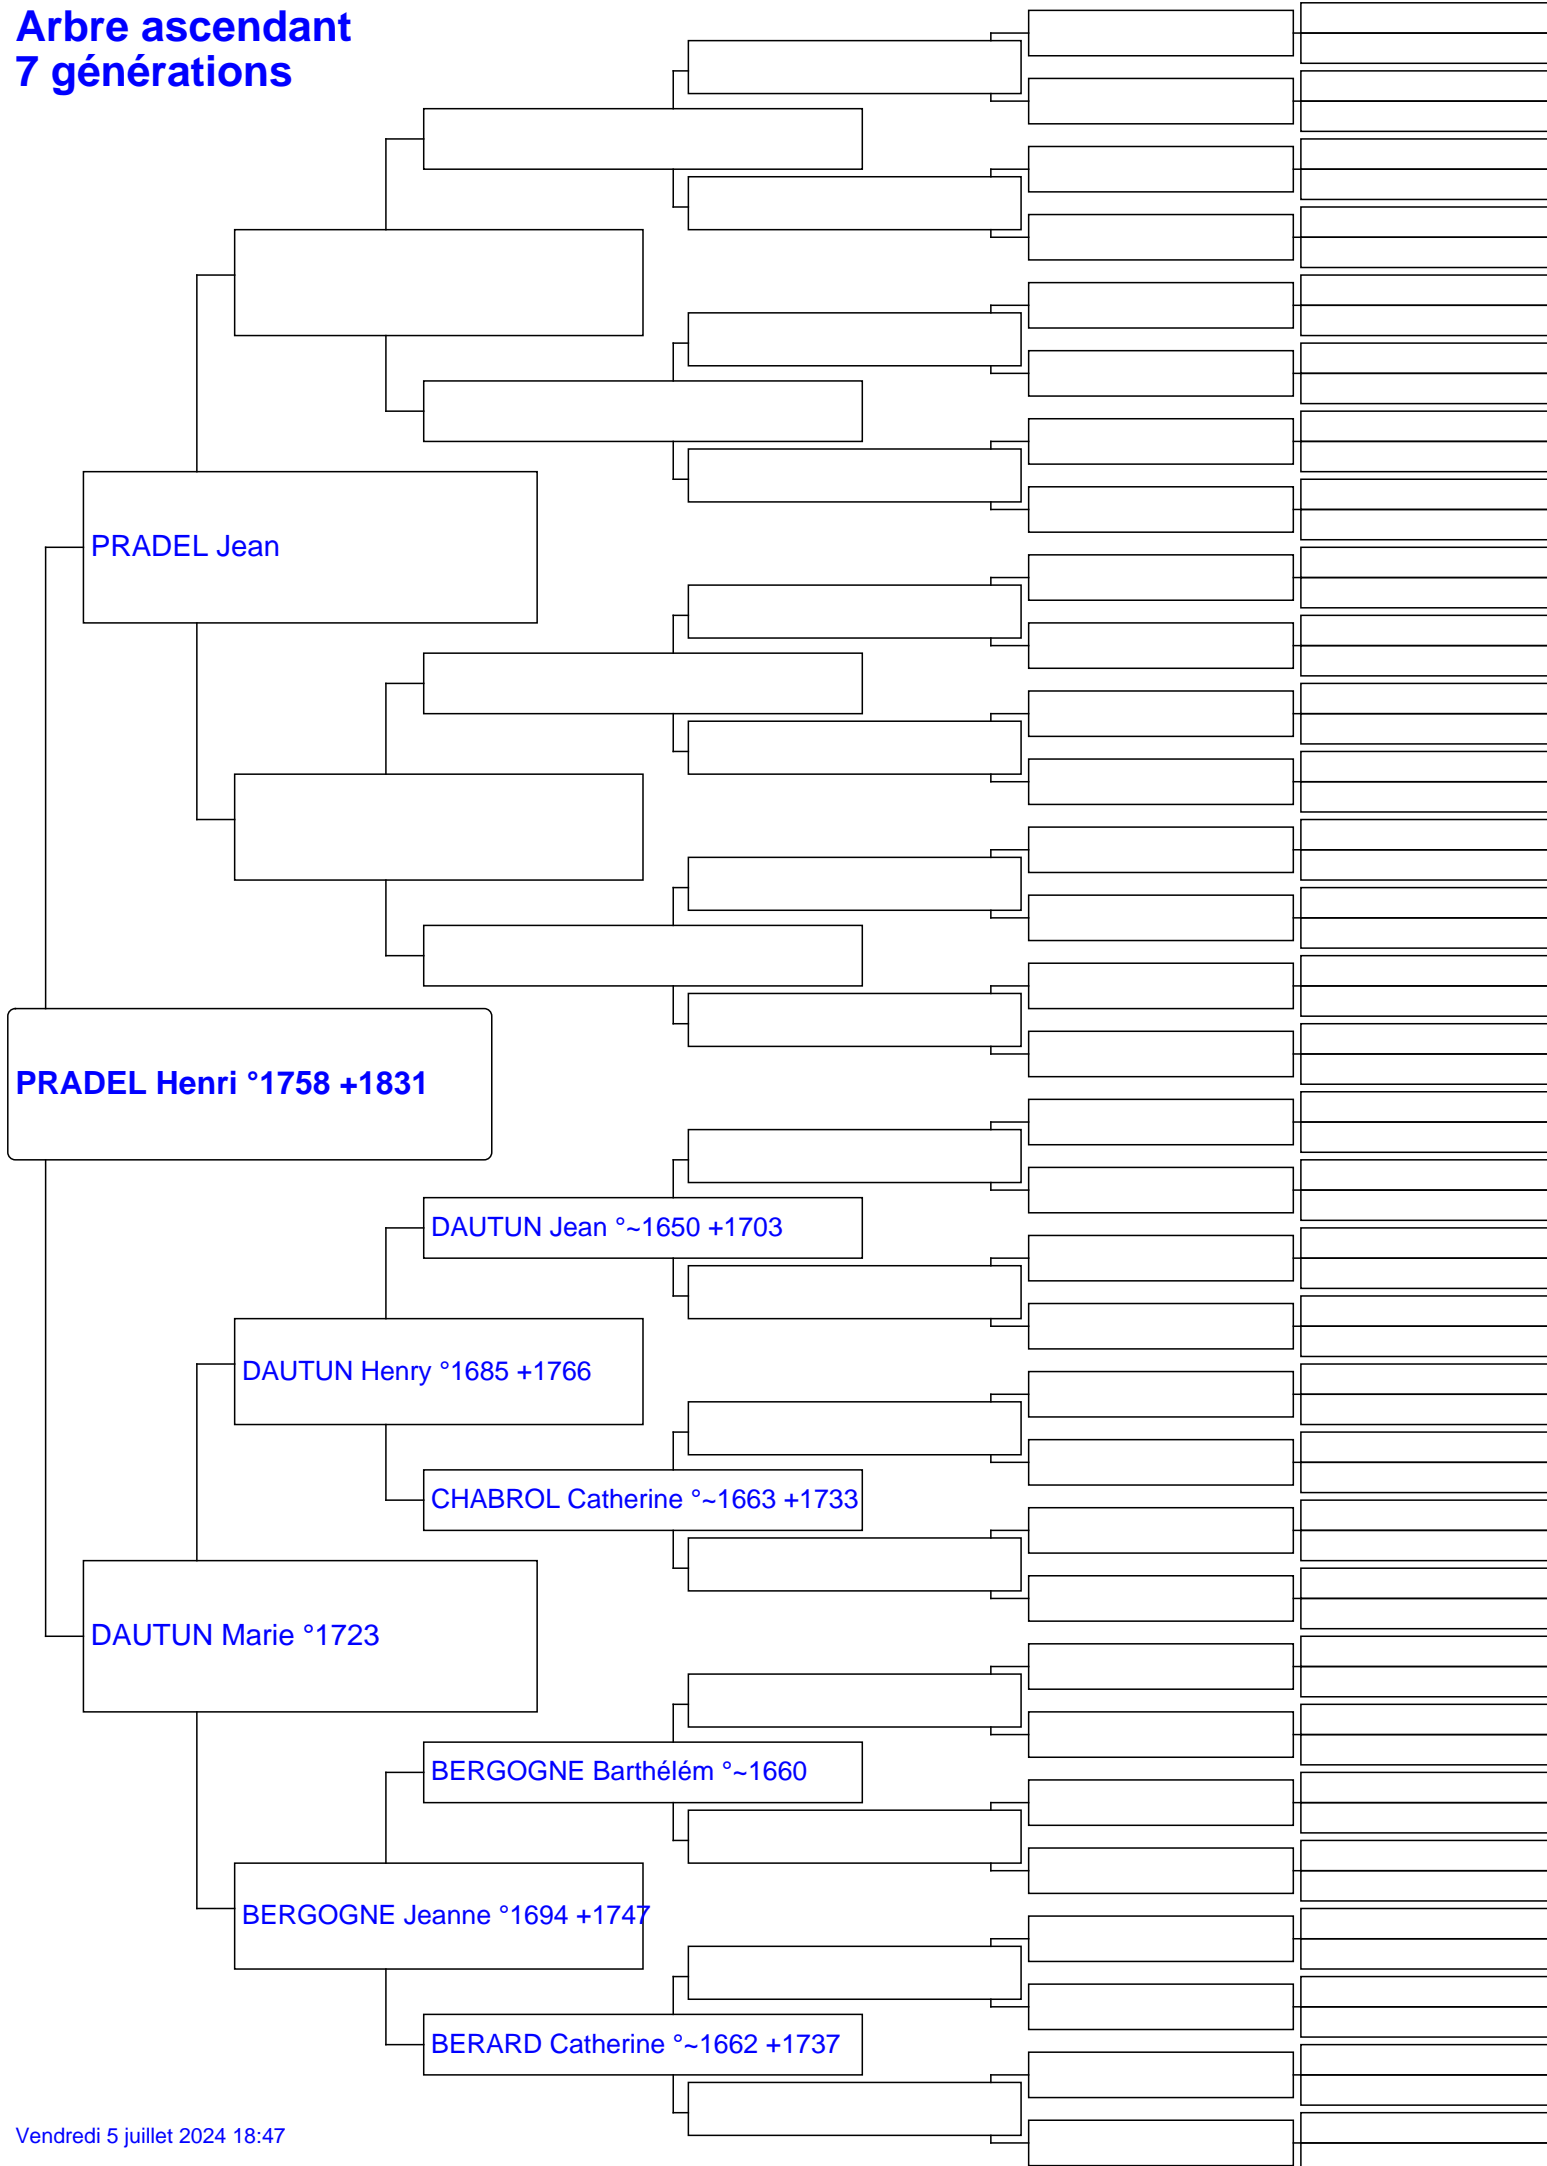 Arbre ascendant
7 générations
PRADEL Jean
PRADEL Henri °1758 +1831
DAUTUN Jean °~1650 +1703
DAUTUN Henry °1685 +1766
CHABROL Catherine °~1663 +1733
DAUTUN Marie °1723
BERGOGNE Barthélém °~1660
BERGOGNE Jeanne °1694 +1747
BERARD Catherine °~1662 +1737
Vendredi 5 juillet 2024 18:47